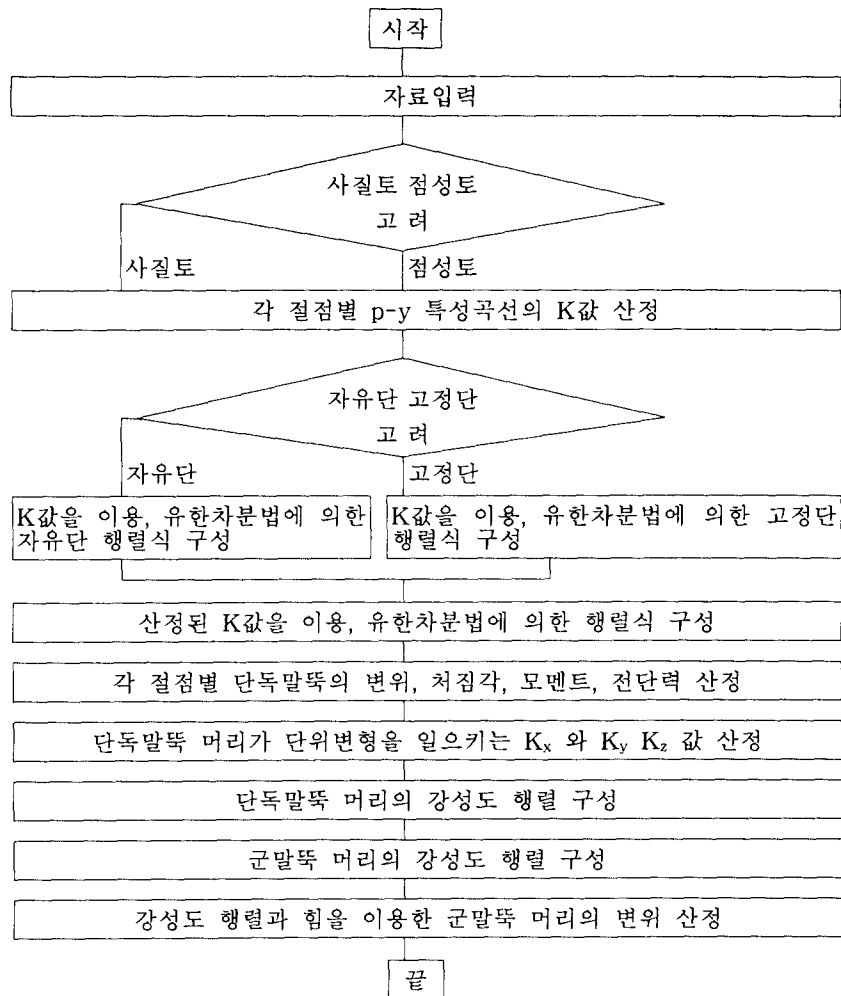 시작
자료입력
사질토 점성토
고 려
사질토
점성토
각 절점별 p-y 특성곡선의 K값 산정
자유단 고정단
고 려
자유단
고정단
K값을 이용, 유한차분법에 의한
자유단 행렬식 구성
K값을 이용, 유한차분법에 의한 고정단
행렬식 구성
산정된 K값을 이용, 유한차분법에 의한 행렬식 구성
각 절점별 단독말뚝의 변위, 처짐각, 모멘트, 전단력 산정
단독말뚝 머리가 단위변형을 일으키는 Kx 와 Ky Kz 값 산정
단독말뚝 머리의 강성도 행렬 구성
군말뚝 머리의 강성도 행렬 구성
강성도 행렬과 힘을 이용한 군말뚝 머리의 변위 산정
끝